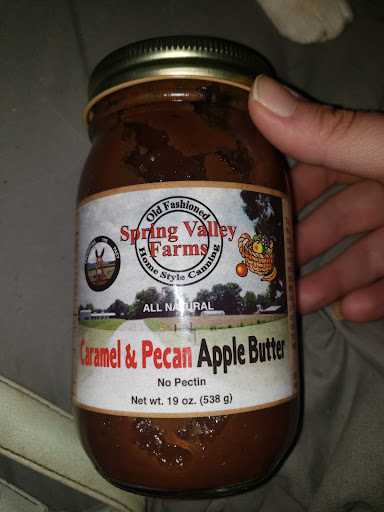 Old Fashioned
Spring Valley
Farms
Home Style Canning
ALL NATURAL
Caramel & Pecan Apple Butter
No Pectin
Net wt. 19 oz. (538 g)